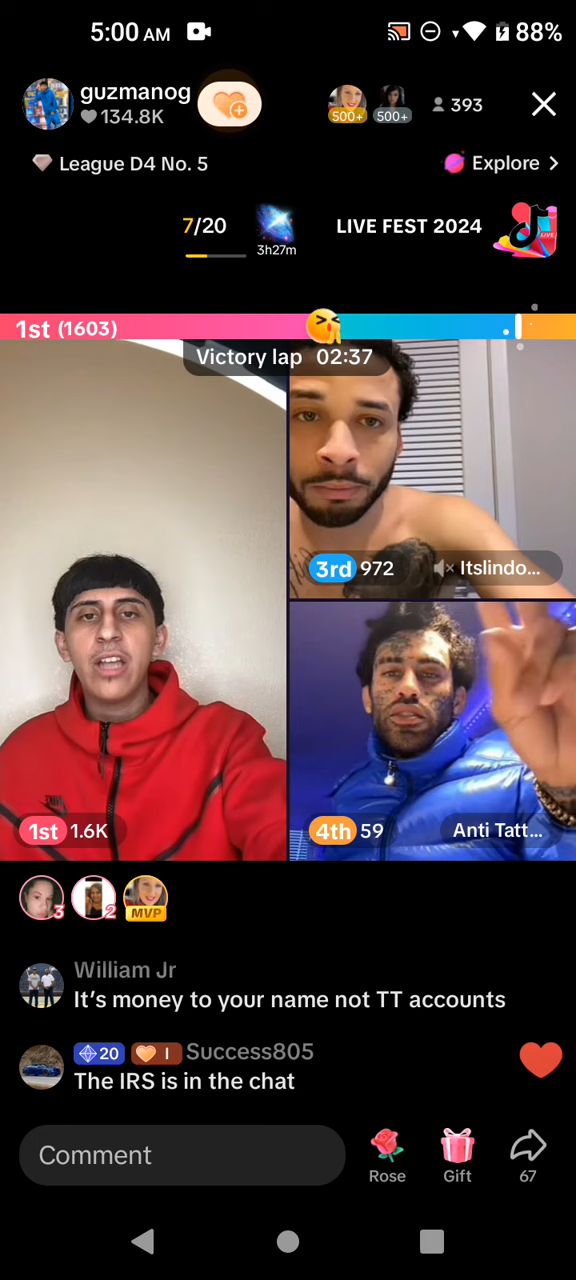 5:00 AM
88%
guzmanog
134.8K
500+
500+
393
League D4 No. 5
Explore >
7/20
3h27m
LIVE FEST 2024
LIVE
1st (1603)
Victory lap 02:37
3rd 972
Itslindo...
1st 1.6K
4th 59
Anti Tatt...
3
2
MVP
William Jr
It's money to your name not TT accounts
20
I
Success805
The IRS is in the chat
Comment
Rose
Gift
67